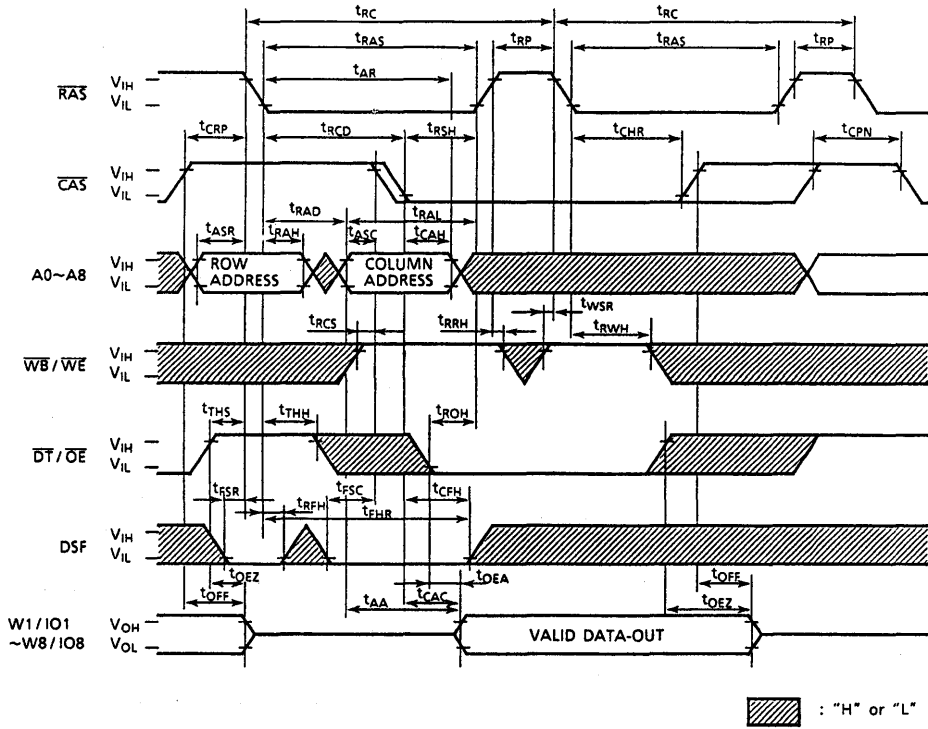 tRC tRC
tRAS tRP tRAS tRP
tAR
RAS VIH
VIL
tCRP tRCD tRSH tCHR tCPN
CAS VIH
VIL
tRAD tRAL
tASR tRAH tASC tCAH
A0~A8 VIH
VIL
ROW ADDRESS
COLUMN ADDRESS
tWSR
tRCS tRRH tRWH
WB / WE VIH
VIL
tTHS tTHH tROH
DT / OE VIH
VIL
tFSR tRFH tFSC tCFH
tFHR
DSF VIH
VIL
tOEZ tOEA tOFF
tOFF tAA tCAC tOEZ
W1 / IO1 VOH
~W8 / IO8 VOL
VALID DATA-OUT
: "H" or "L"